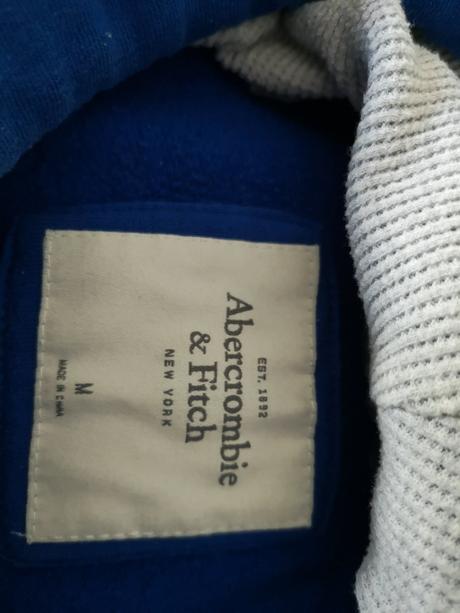 EST. 1892
Abercrombie
& Fitch
NEW YORK
M
MADE IN CHINA